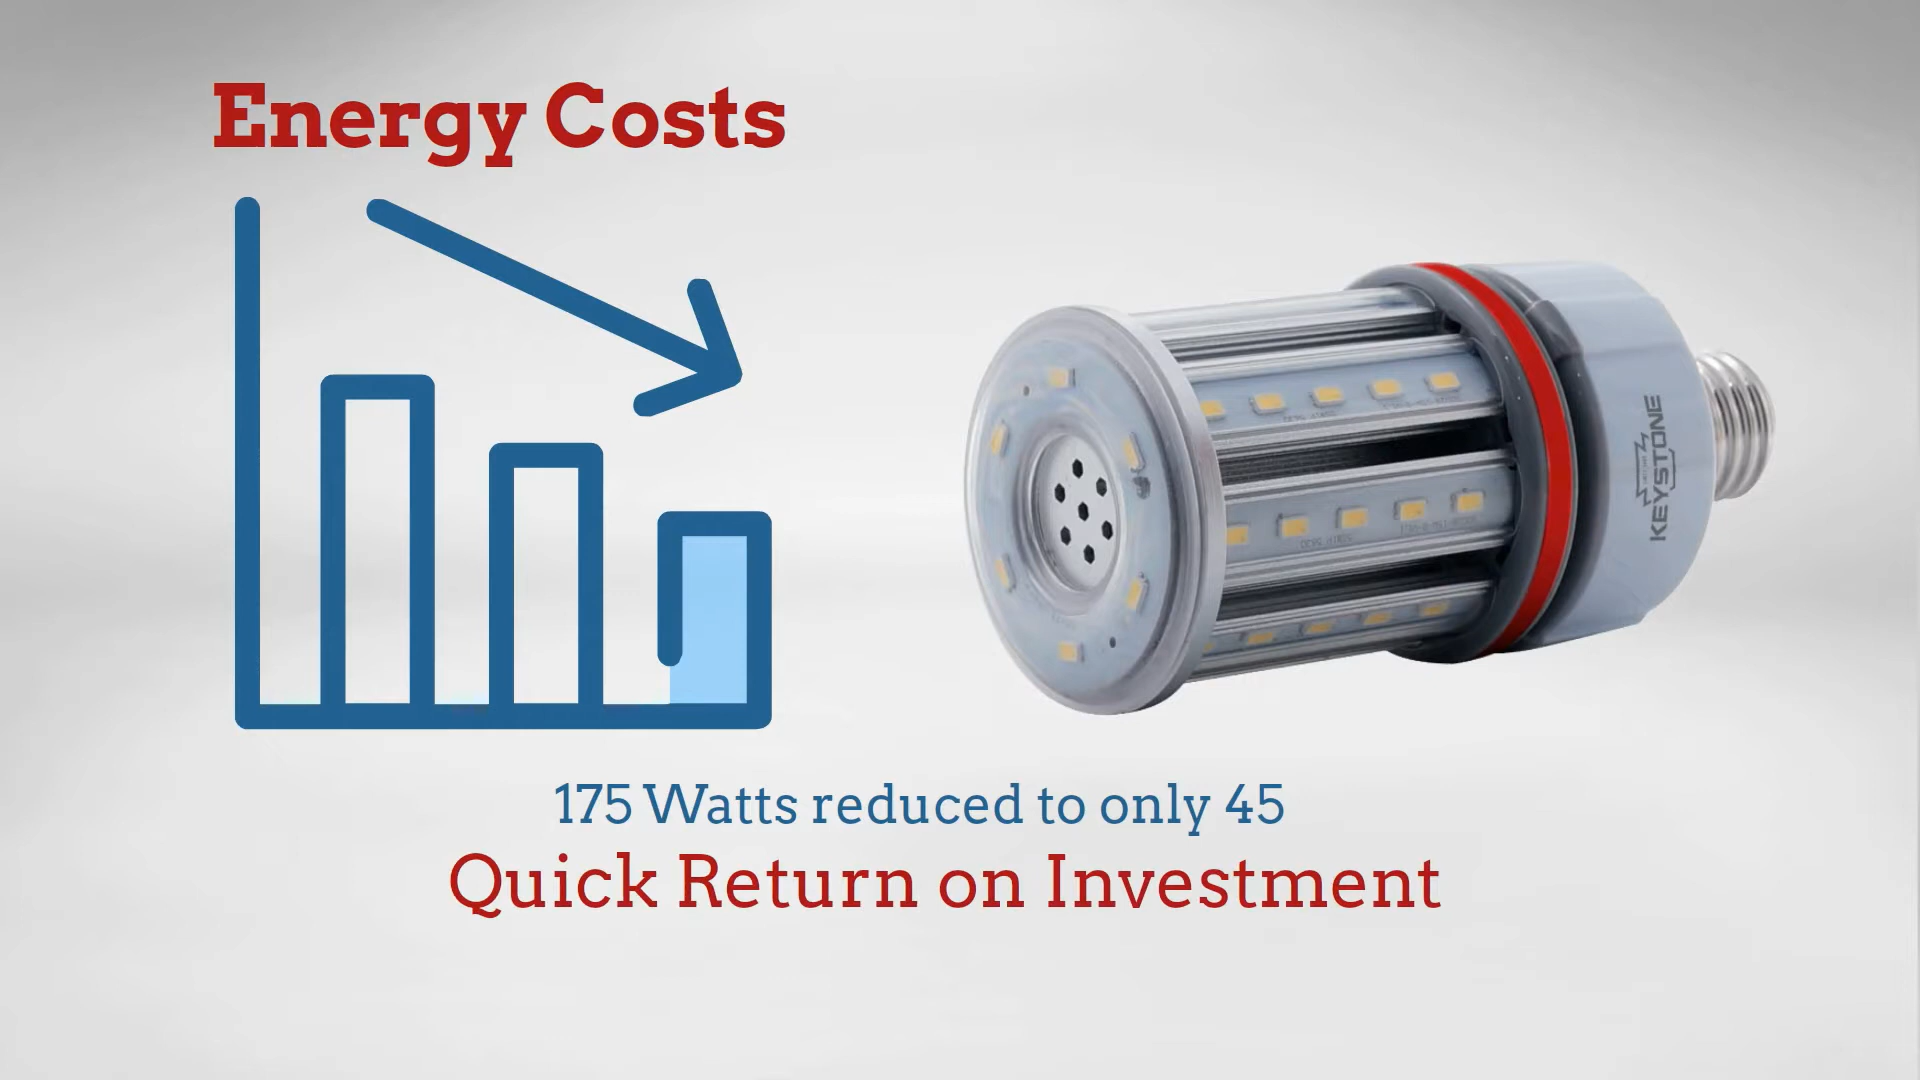 Energy Costs
KEYSTONE
175 Watts reduced to only 45
Quick Return on Investment